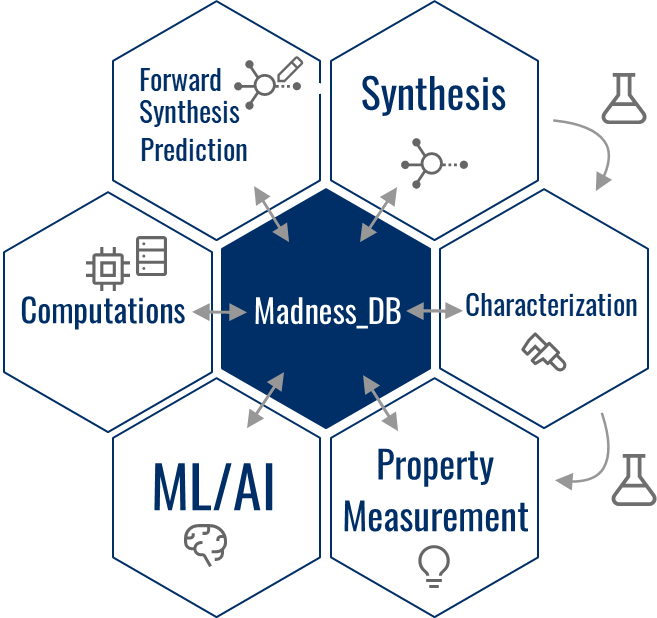 Forward
Synthesis
Prediction
Synthesis
Computations
Madness_DB
Characterization
ML/AI
Property
Measurement